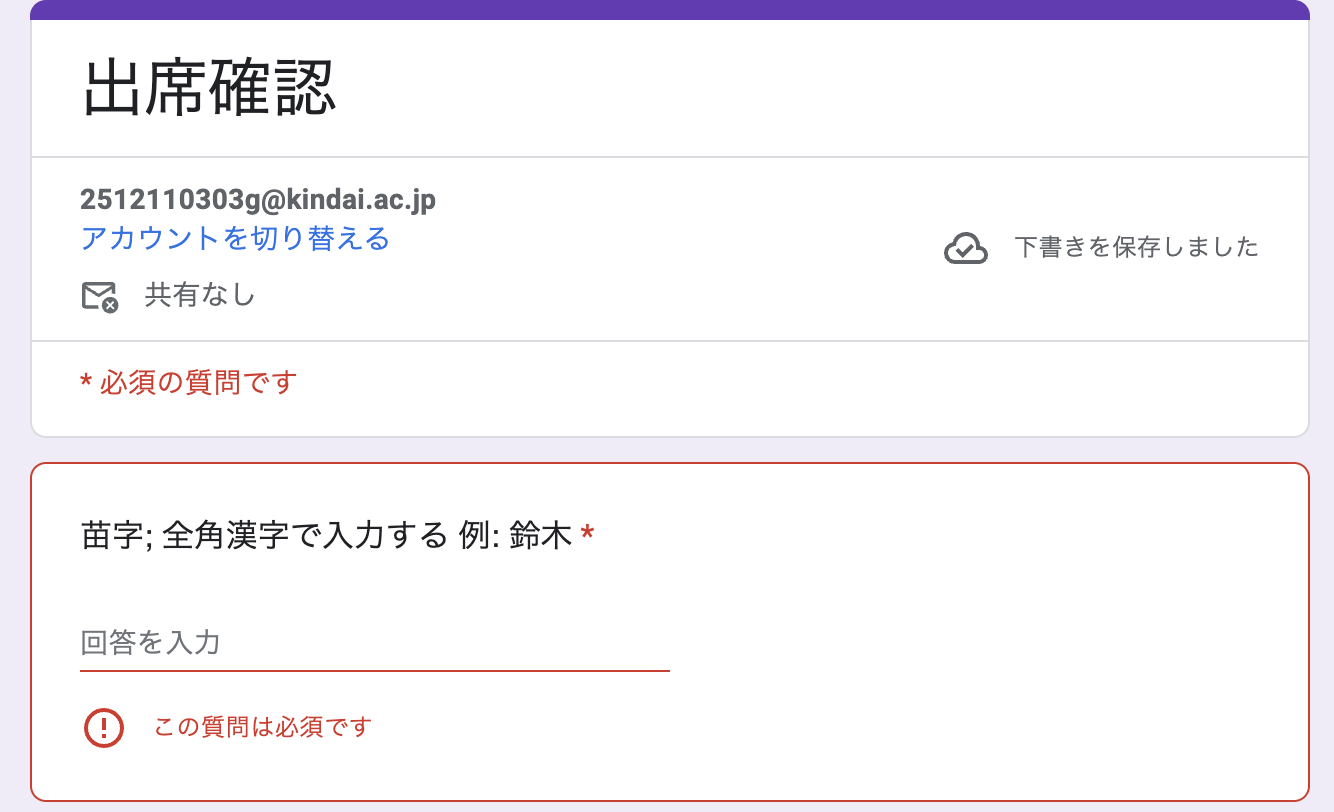 出席確認
2512110303g@kindai.ac.jp
アカウントを切り替える
下書きを保存しました
共有なし
* 必須の質問です
苗字; 全角漢字で入力する 例: 鈴木 *
回答を入力
この質問は必須です